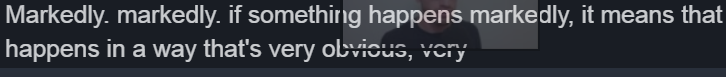 Markedly. markedly. if something happens markedly, it means that
happens in a way that's very obvious, very